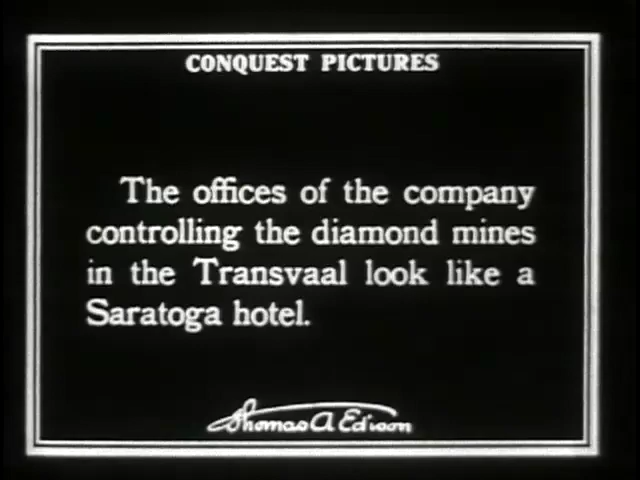 CONQUEST PICTURES
The offices of the company
controlling the diamond mines
in the Transvaal look like a
Saratoga hotel.
Thomas A Edison